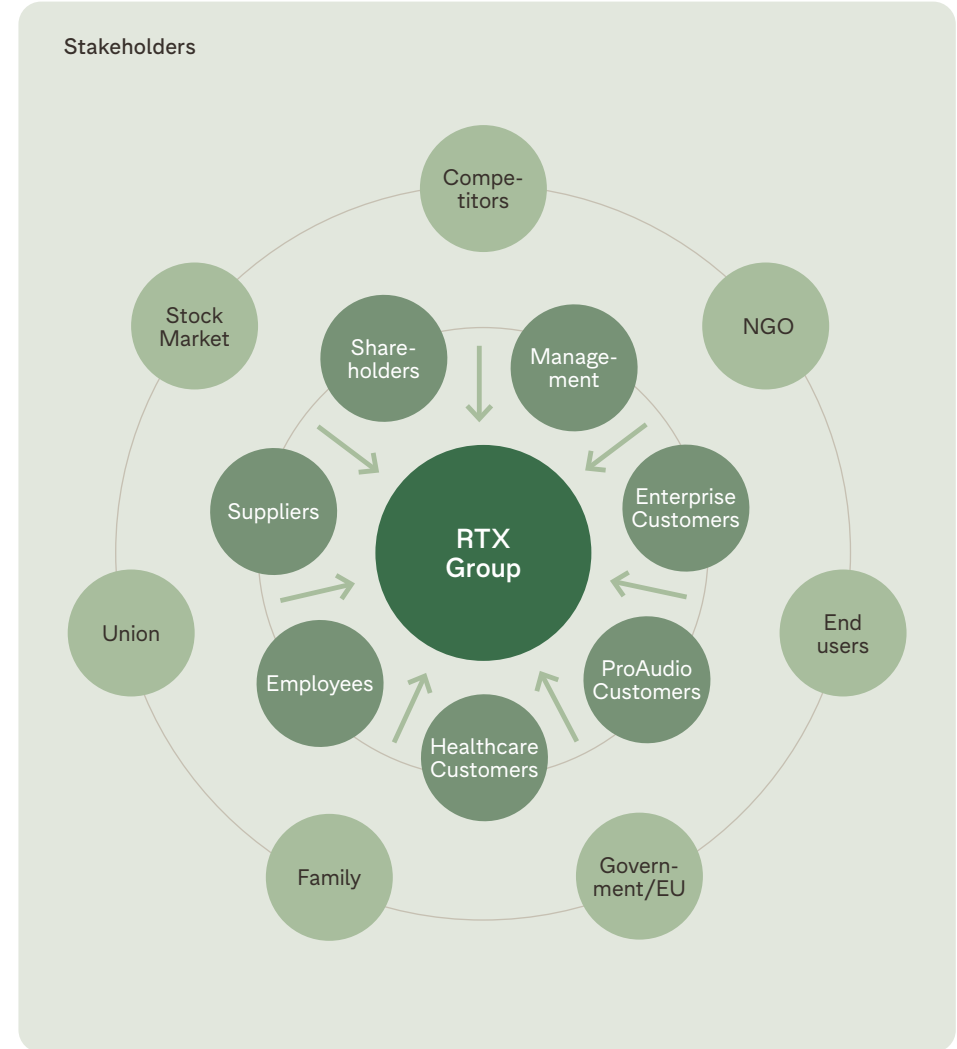 Stakeholders
Compe-
titors
Stock
Market
NGO
Share-
holders
Manage-
ment
Suppliers
Enterprise
Customers
RTX
Group
Union
End
users
Employees
ProAudio
Customers
Healthcare
Customers
Family
Govern-
ment/EU